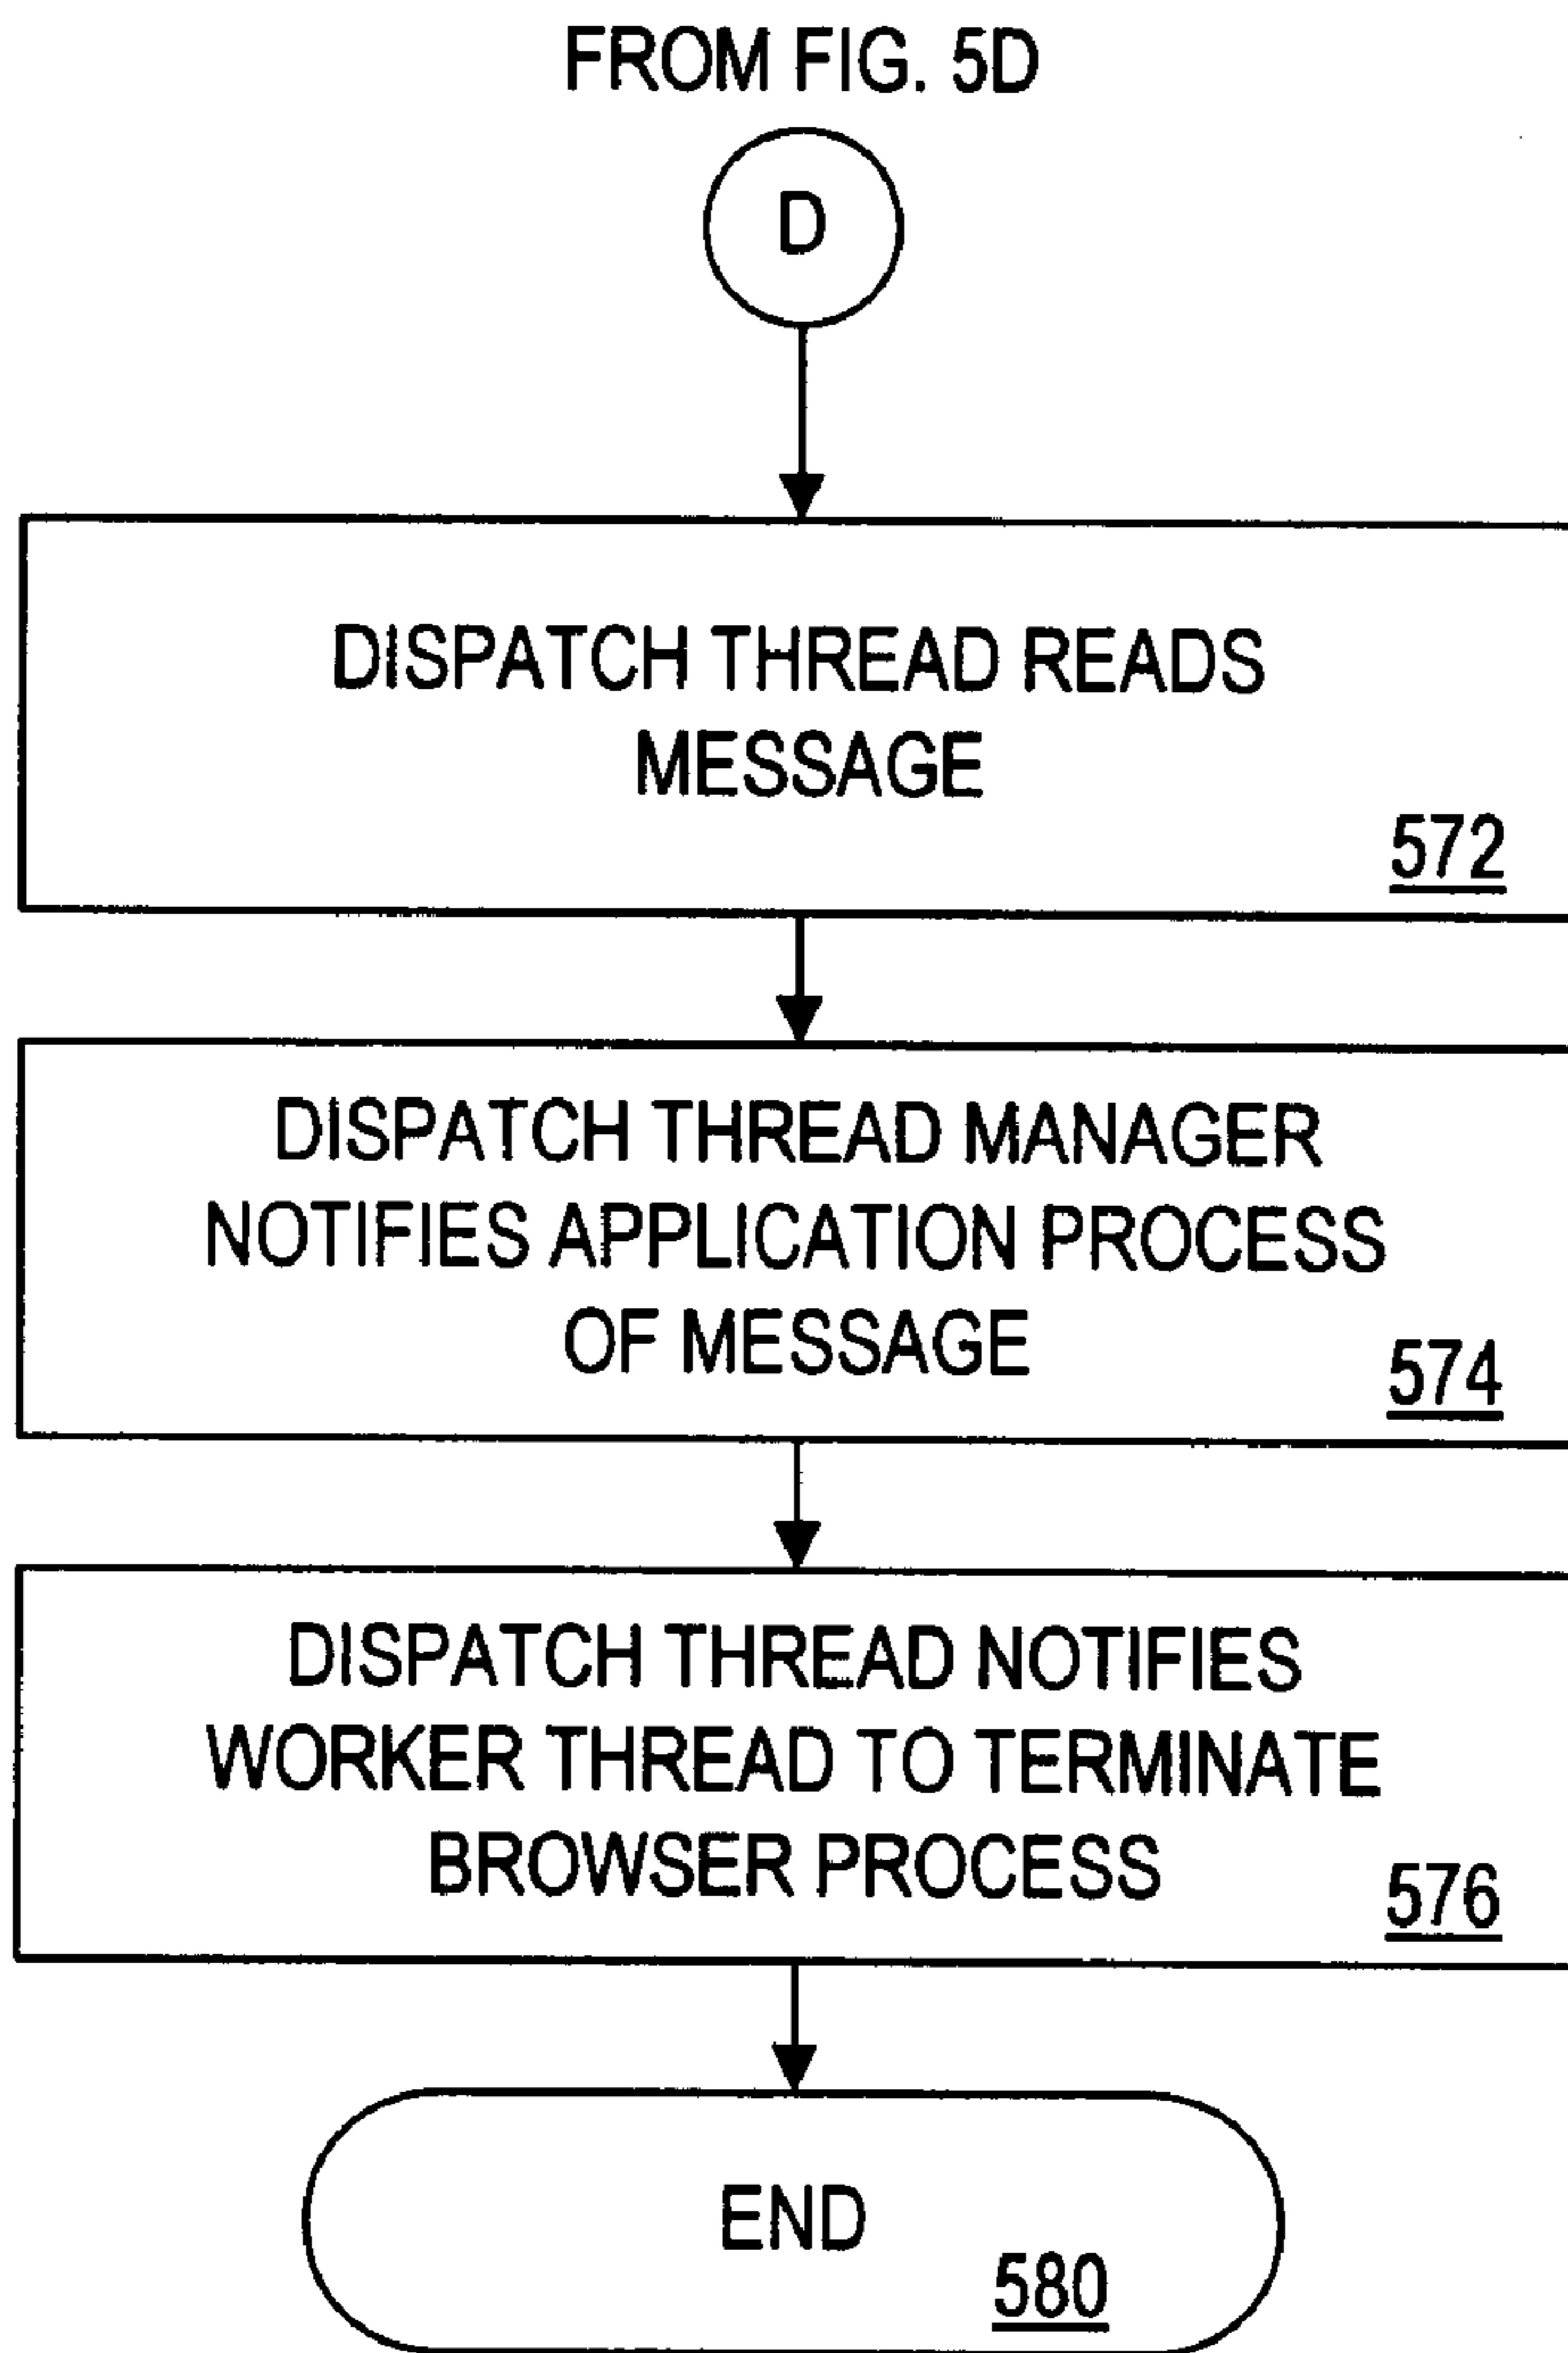 FROM FIG. 5D
D
DISPATCH THREAD READS
MESSAGE
572
DISPATCH THREAD MANAGER
NOTIFIES APPLICATION PROCESS
OF MESSAGE
574
DISPATCH THREAD NOTIFIES
WORKER THREAD TO TERMINATE
BROWSER PROCESS
576
END
580